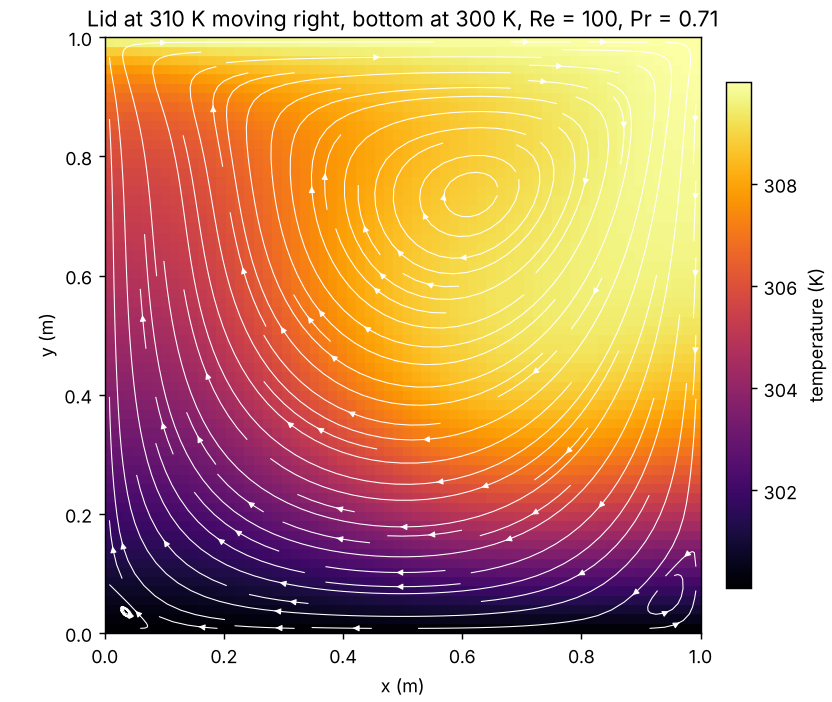 Lid at 310 K moving right, bottom at 300 K, Re = 100, Pr = 0.71
1.0
0.8
0.6
0.4
0.2
0.0
y (m)
0.0 0.2 0.4 0.6 0.8 1.0
x (m)
308
306
304
302
temperature (K)